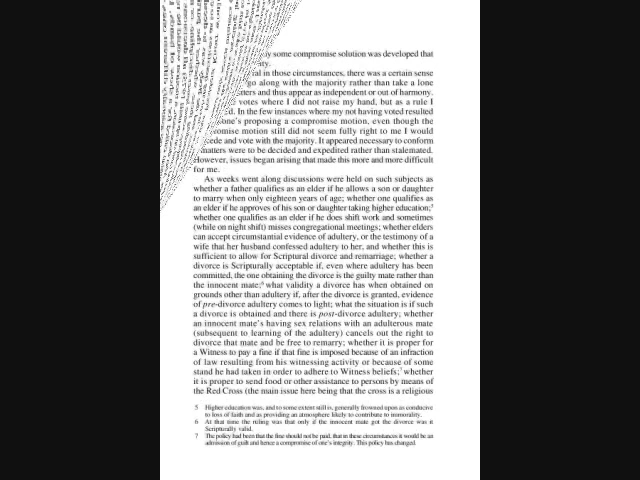 some compromise solution was developed that
in those circumstances, there was a certain sense
go along with the majority rather than take a lone
and thus appear as independent or out of harmony.
votes where I did not raise my hand, but as a rule I
In the few instances where my not having voted resulted
proposing a compromise motion, even though the
motion still did not seem fully right to me I would
and vote with the majority. It appeared necessary to conform
matters were to be decided and expedited rather than stalemated.
However, issues began arising that made this more and more difficult
for me.
As weeks went along discussions were held on such subjects as
whether a father qualifies as an elder if he allows a son or daughter
to marry when only eighteen years of age; whether one qualifies as
an elder if he approves of his son or daughter taking higher education;5
whether one qualifies as an elder if he does shift work and sometimes
(while on night shift) misses congregational meetings; whether elders
can accept circumstantial evidence of adultery, or the testimony of a
wife that her husband confessed adultery to her, and whether this is
sufficient to allow for Scriptural divorce and remarriage; whether a
divorce is Scripturally acceptable if, even where adultery has been
committed, the one obtaining the divorce is the guilty mate rather than
the innocent mate;6 what validity a divorce has when obtained on
grounds other than adultery if, after the divorce is granted, evidence
of pre-divorce adultery comes to light; what the situation is if such
a divorce is obtained and there is post-divorce adultery; whether
an innocent mate's having sex relations with an adulterous mate
(subsequent to learning of the adultery) cancels out the right to
divorce that mate and be free to remarry; whether it is proper for
a Witness to pay a fine if that fine is imposed because of an infraction
of law resulting from his witnessing activity or because of some
stand he had taken in order to adhere to Witness beliefs;7 whether
it is proper to send food or other assistance to persons by means of
the Red Cross (the main issue here being that the cross is a religious
5 Higher education was, and to some extent still is, generally frowned upon as conducive
to loss of faith and as providing an atmosphere likely to contribute to immorality.
6 At that time the ruling was that only if the innocent mate got the divorce was it
Scripturally valid.
7 The policy had been that the fine should not be paid, that in these circumstances it would be an
admission of guilt and hence a compromise of one's integrity. This policy has changed.